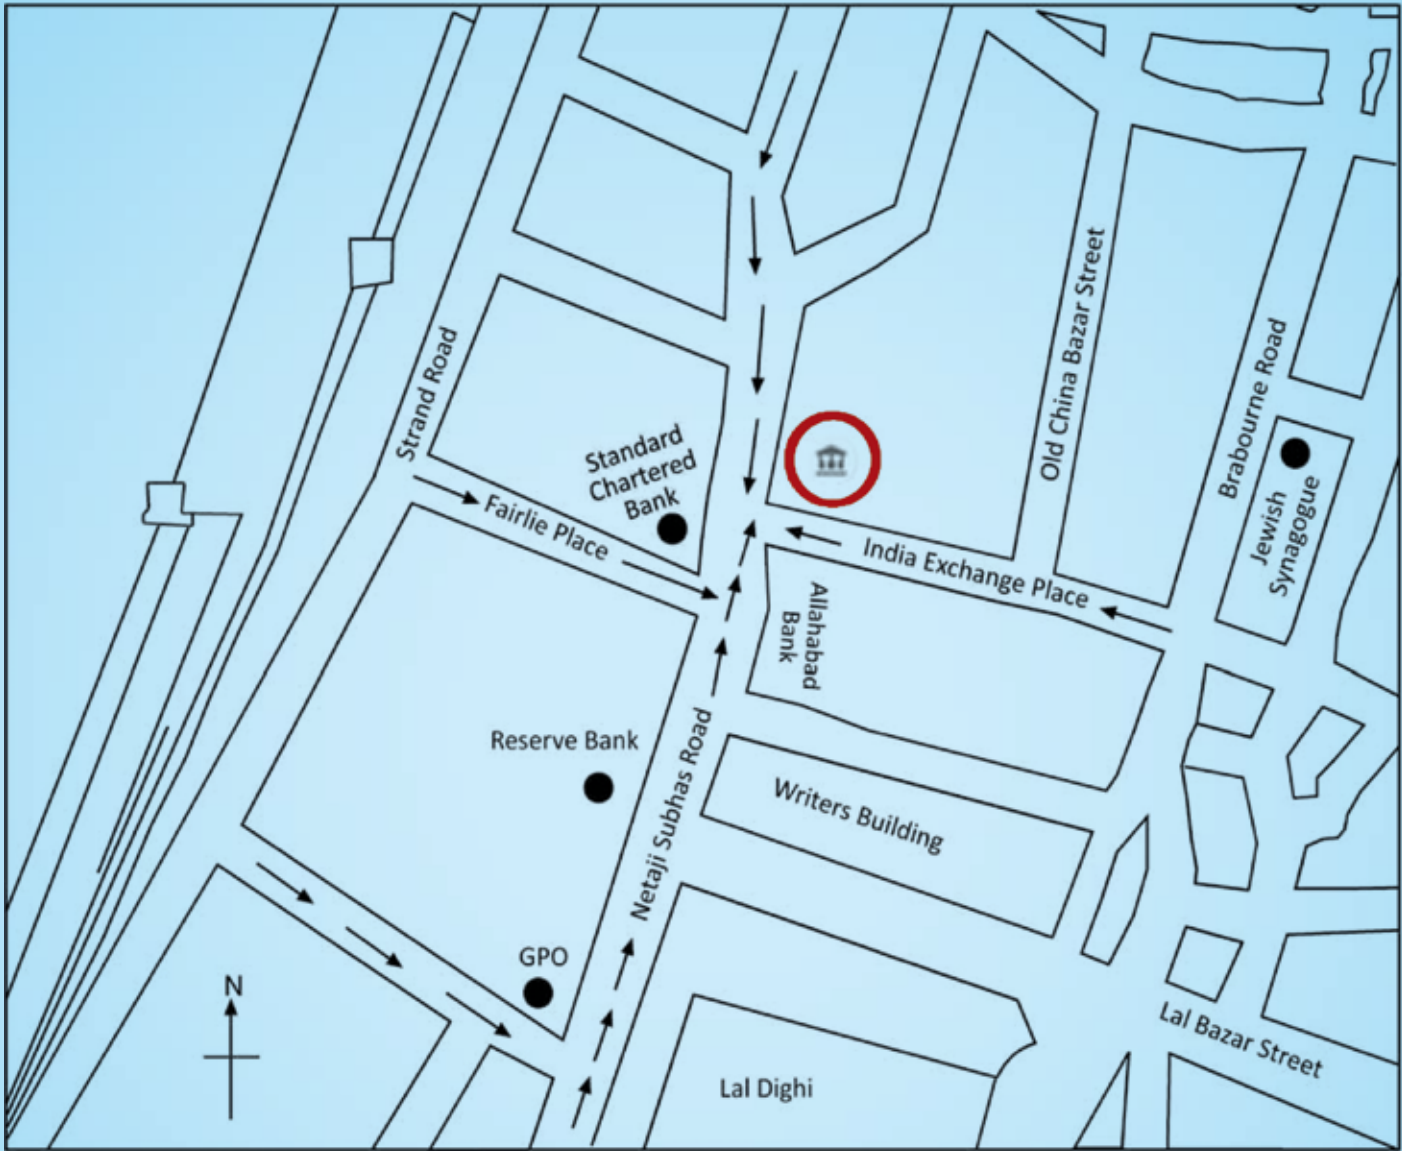 Old China Bazar Street
Strand Road
Brabourne Road
Standard
Chartered
Bank
Fairlie Place
India Exchange Place
Jewish
Synagogue
Allahabad
Bank
Reserve Bank
Netaji Subhas Road
Writers Building
GPO
N
Lal Bazar Street
Lal Dighi